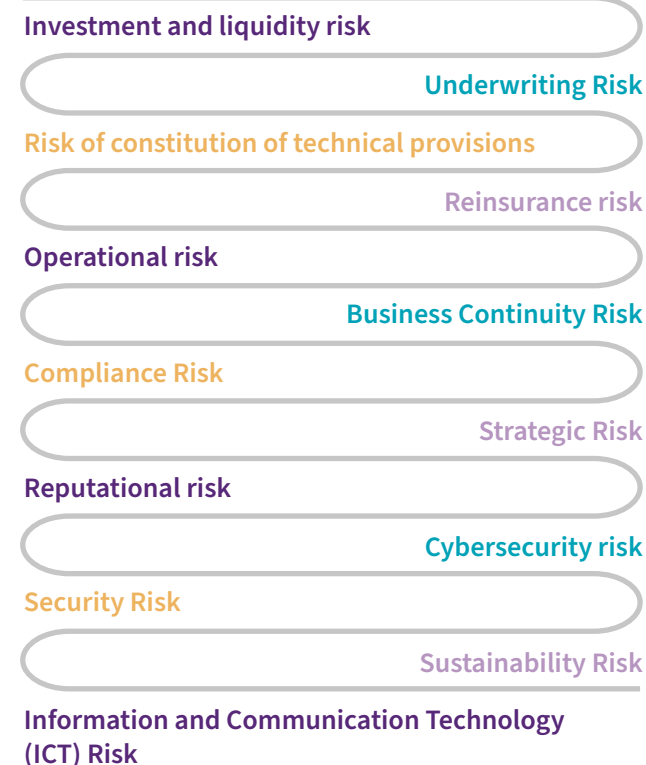 Investment and liquidity risk
Underwriting Risk
Risk of constitution of technical provisions
Reinsurance risk
Operational risk
Business Continuity Risk
Compliance Risk
Strategic Risk
Reputational risk
Cybersecurity risk
Security Risk
Sustainability Risk
Information and Communication Technology
(ICT) Risk